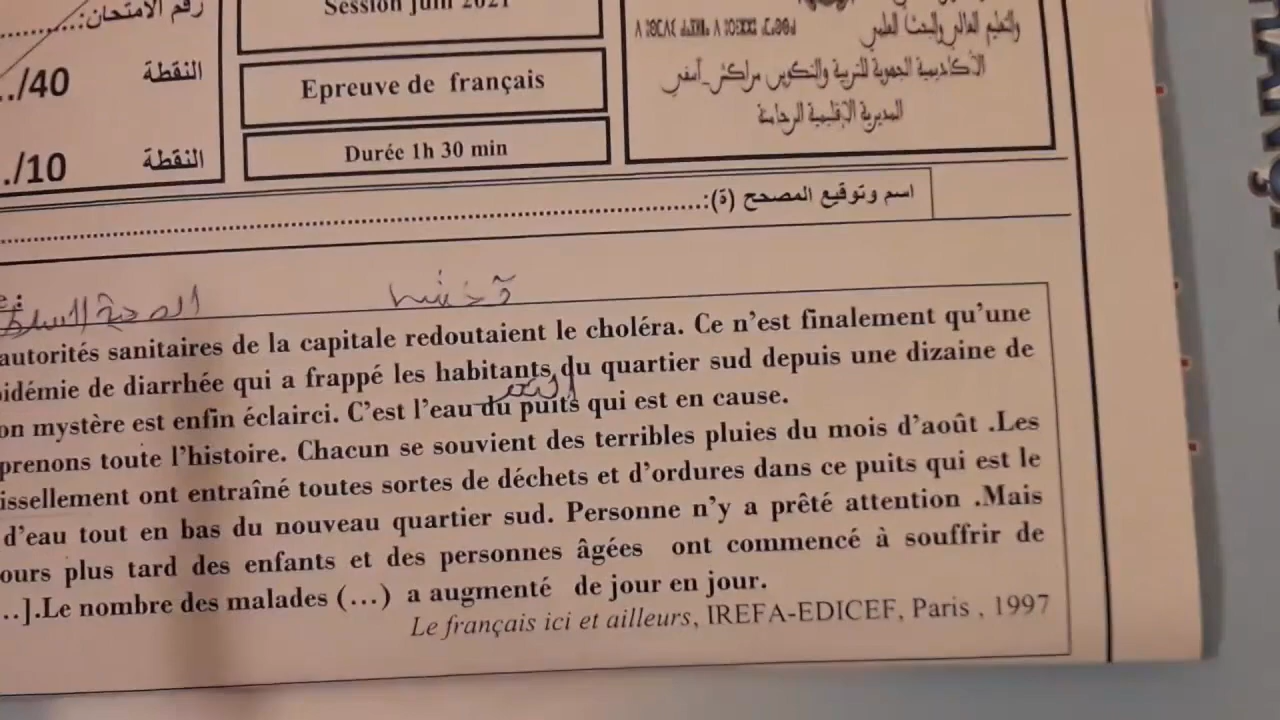 رقم الامتحان:
Session juin 2021
والتعليم العالي والبحث العلمي
../40 النقطة
Epreuve de français
الأكاديمية الجهوية للتربية والتكوين مراكش_آسفي
المديرية الإقليمية الرحامنة
./10 النقطة
Durée 1h 30 min
اسم وتوقيع المصحح (ة):
autorités sanitaires de la capitale redoutaient le choléra. Ce n'est finalement qu'une
idémie de diarrhée qui a frappé les habitants du quartier sud depuis une dizaine de
on mystère est enfin éclairci. C'est l'eau du puits qui est en cause.
prenons toute l'histoire. Chacun se souvient des terribles pluies du mois d'août .Les
issellement ont entraîné toutes sortes de déchets et d'ordures dans ce puits qui est le
d'eau tout en bas du nouveau quartier sud. Personne n'y a prêté attention .Mais
ours plus tard des enfants et des personnes âgées ont commencé à souffrir de
...].Le nombre des malades (...) a augmenté de jour en jour.
Le français ici et ailleurs, IREFA-EDICEF, Paris , 1997